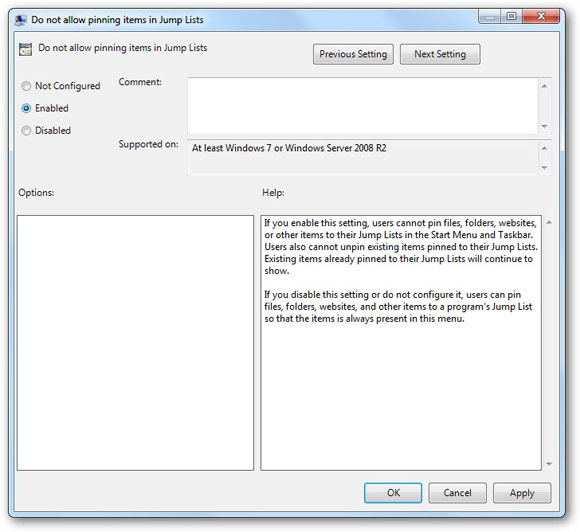 Do not allow pinning items in Jump Lists
Do not allow pinning items in Jump Lists
Previous Setting
Next Setting
Not Configured
Comment:
Enabled
Disabled
Supported on:
At least Windows 7 or Windows Server 2008 R2
Options:
Help:
If you enable this setting, users cannot pin files, folders, websites,
or other items to their Jump Lists in the Start Menu and Taskbar.
Users also cannot unpin existing items pinned to their Jump Lists.
Existing items already pinned to their Jump Lists will continue to
show.
If you disable this setting or do not configure it, users can pin
files, folders, websites, and other items to a program's Jump List
so that the items is always present in this menu.
OK
Cancel
Apply